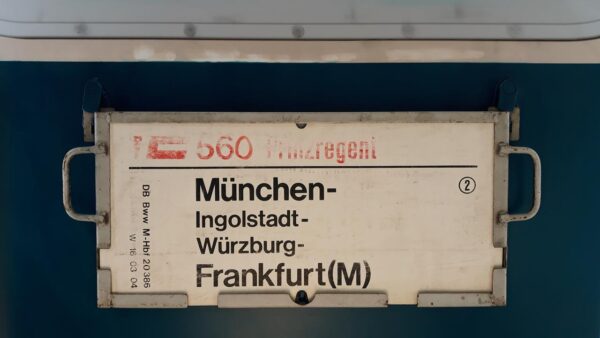 IC 560 Prinzregent
München-
②
Ingolstadt-
Würzburg-
Frankfurt(M)
DB Bww M-Hbf 20 386
W 16 03 04